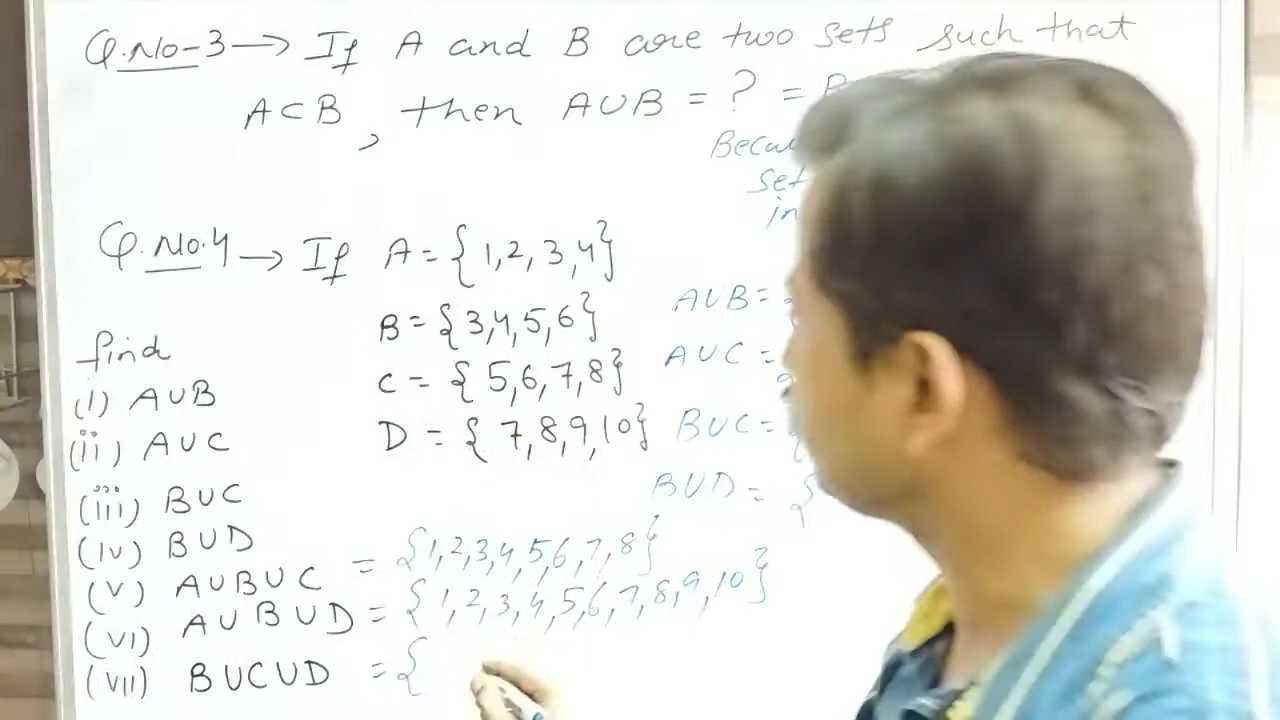 Q.No-3 → If A and B are two sets such that
A⊂B, then A∪B = ? =
set
in
Q.No.4 → If A = {1,2,3,4}
B = {3,4,5,6}
C = {5,6,7,8}
D = {7,8,9,10}
A∪B = {
A∪C =
B∪C = {
B∪D = {
find
(i) A∪B
(ii) A∪C
(iii) B∪C
(iv) B∪D
(v) A∪B∪C = {1,2,3,4,5,6,7,8}
(vi) A∪B∪D = {1,2,3,4,5,6,7,8,9,10}
(vii) B∪C∪D = {